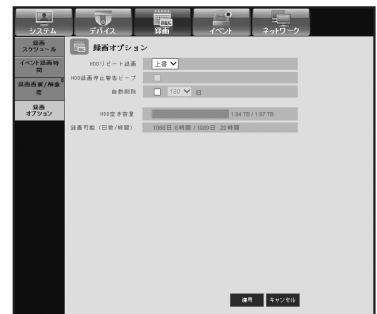 システム
デバイス
REC
録画
イベント
ネットワーク
録画
スケジュール
イベント録画時
間
録画画質/解像
度
録画
オプション
録画オプション
HDDリピート録画 上書
HDD録画停止警告ビープ
自動削除 180 日
HDD空き容量 1.94 TB / 1.97 TB
録画可能 (日数/時間) 1066日 6時間 / 1089日 20時間
適用 キャンセル